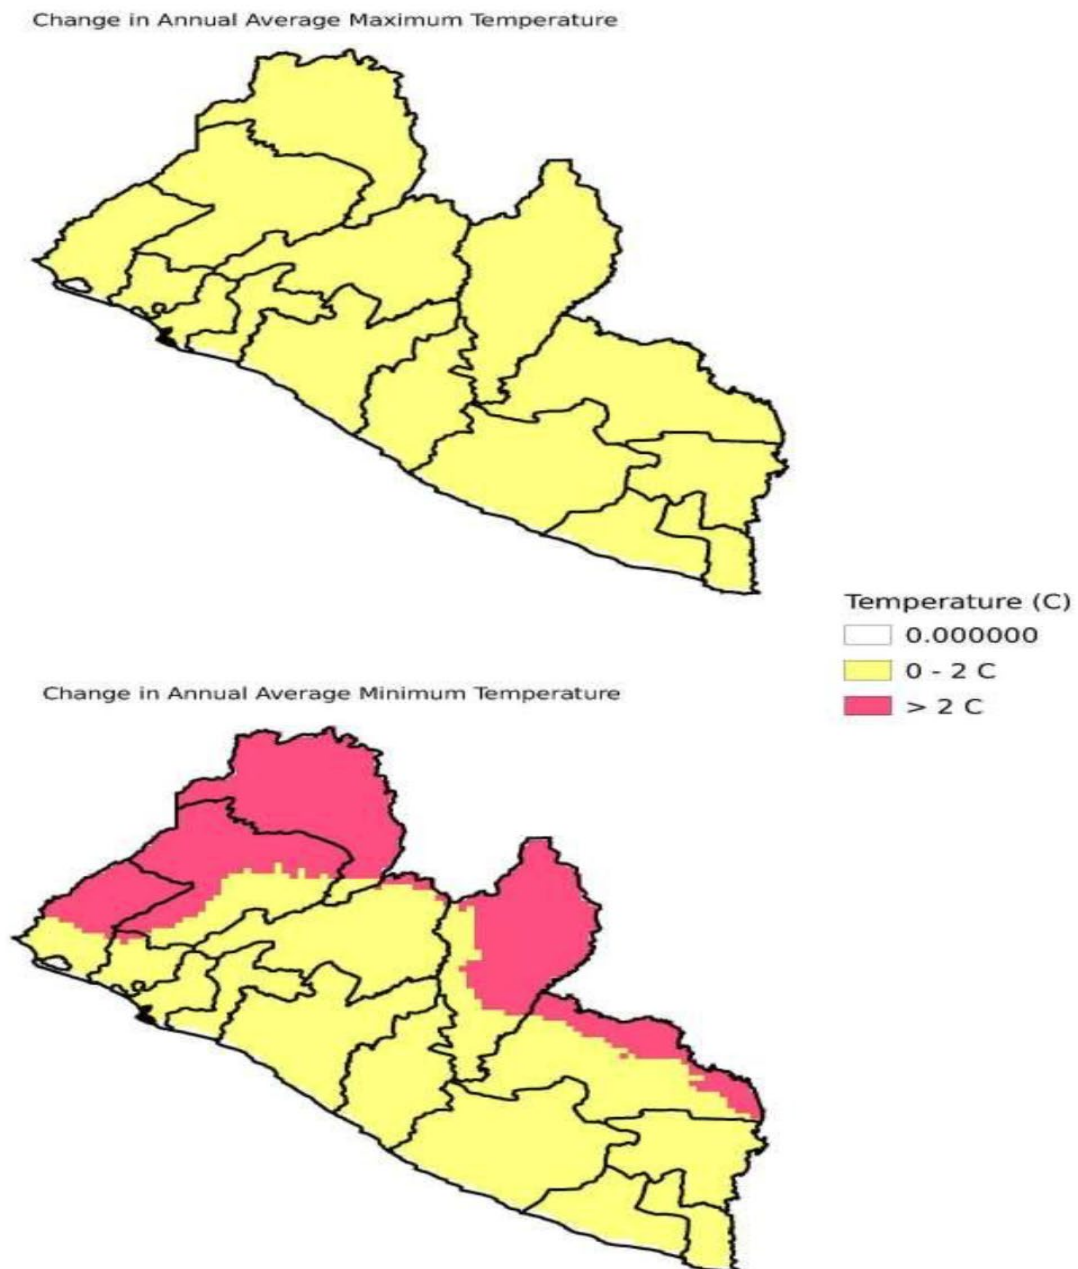 Change in Annual Average Maximum Temperature
Temperature (C)
0.000000
0 - 2 C
> 2 C
Change in Annual Average Minimum Temperature